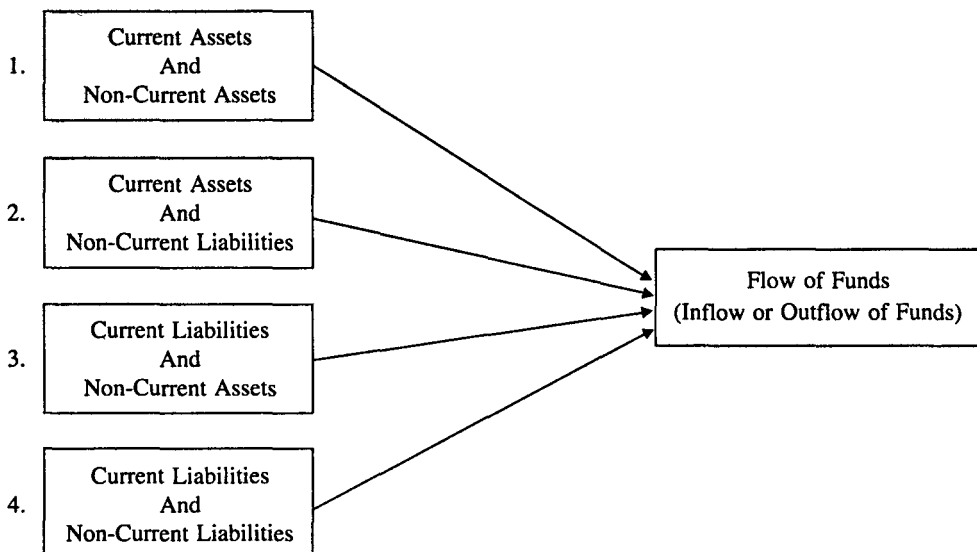 1.
Current Assets
And
Non-Current Assets
2.
Current Assets
And
Non-Current Liabilities
3.
Current Liabilities
And
Non-Current Assets
4.
Current Liabilities
And
Non-Current Liabilities
Flow of Funds
(Inflow or Outflow of Funds)